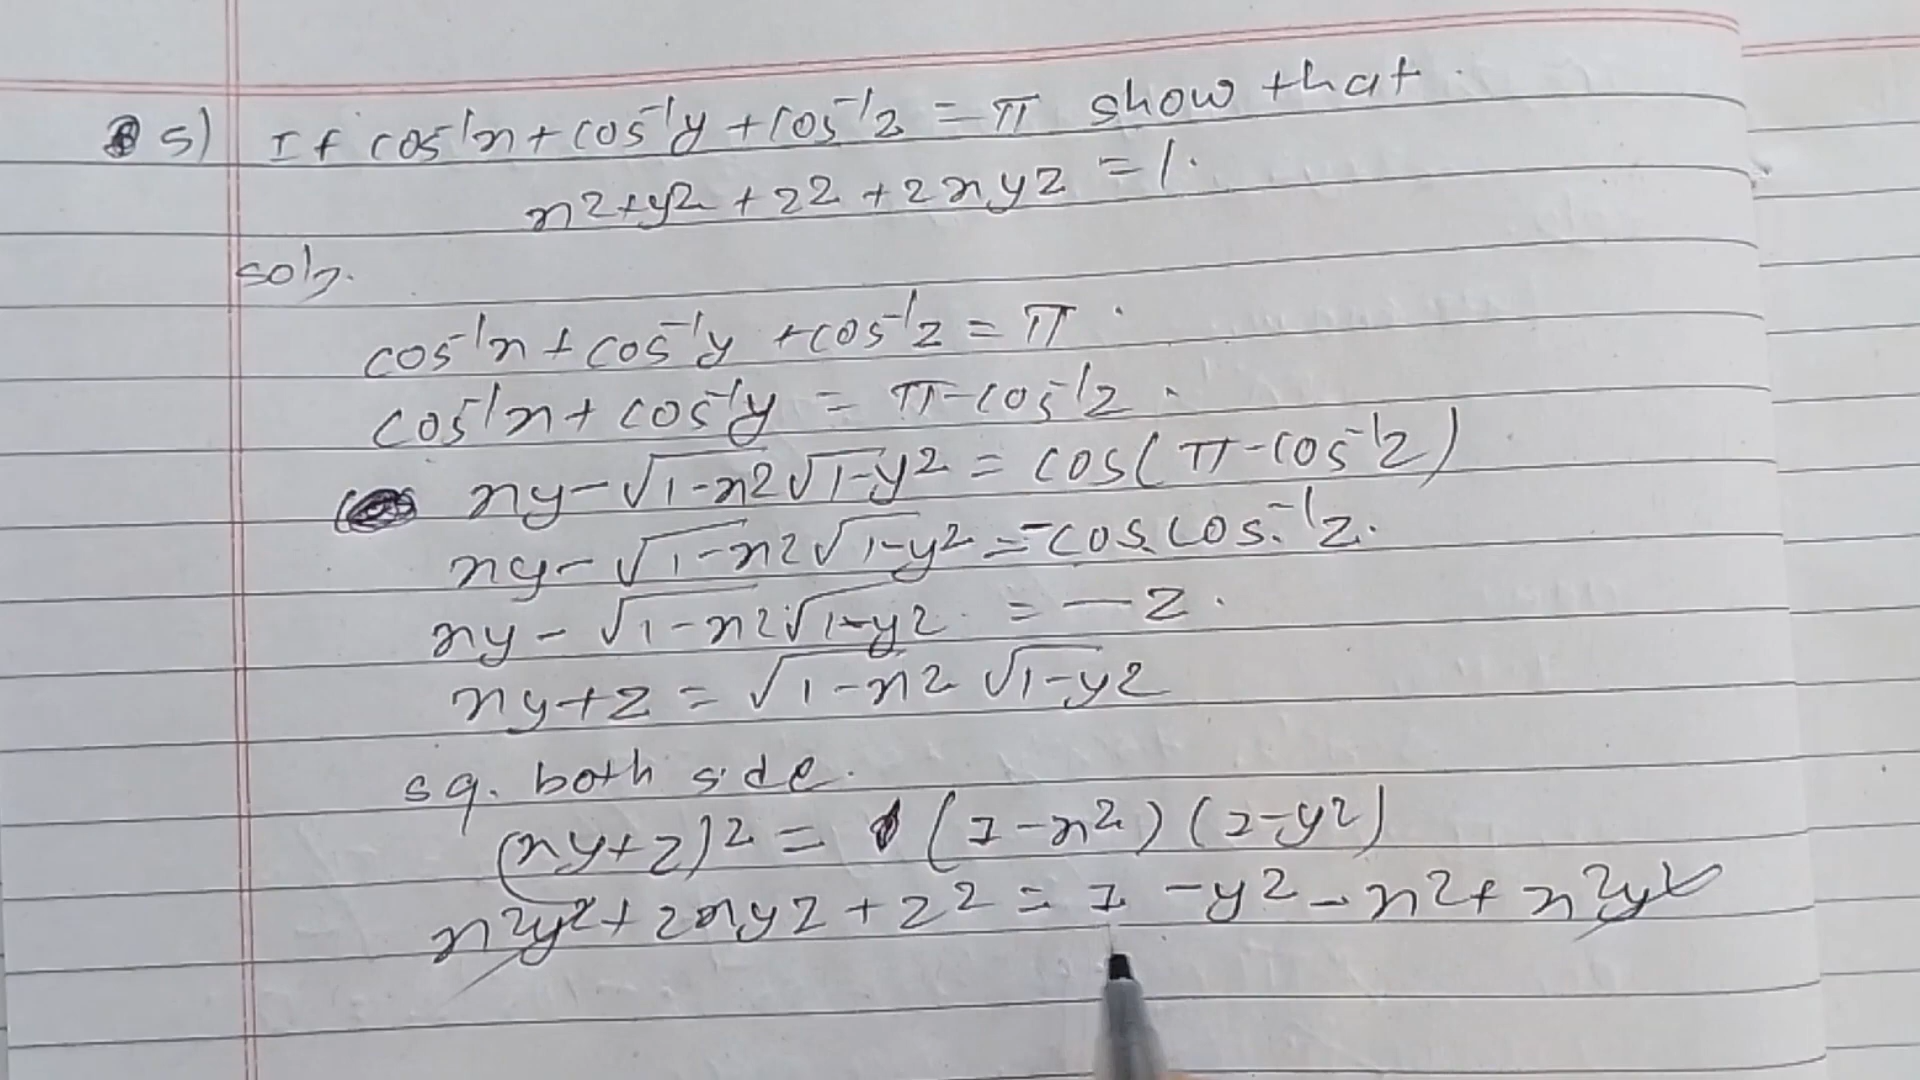 5) If cos⁻¹x + cos⁻¹y + cos⁻¹z = π show that
x² + y² + z² + 2xyz = 1.
soln.
cos⁻¹x + cos⁻¹y + cos⁻¹z = π.
cos⁻¹x + cos⁻¹y = π - cos⁻¹z.
xy - √1-x² √1-y² = cos(π - cos⁻¹z)
xy - √1-x² √1-y² = -cos.cos⁻¹z.
xy - √1-x² √1-y² = -z.
xy + z = √1-x² √1-y²
sq. both side.
(xy+z)² = (1-x²)(1-y²)
x²y² + 2xyz + z² = 1 - y² - x² + x²y²